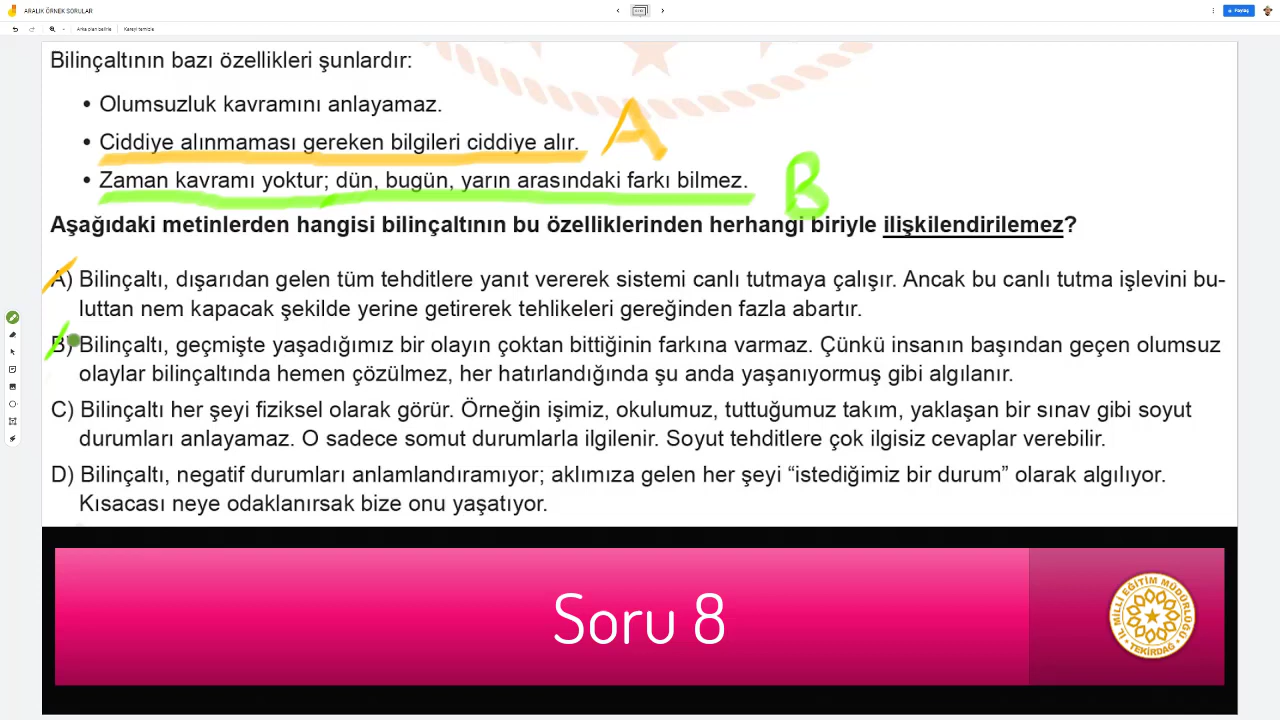 ARALIK ÖRNEK SORULAR
Paylaş
Arka plan belirle
Kareyi temizle
Bilinçaltının bazı özellikleri şunlardır:
• Olumsuzluk kavramını anlayamaz.
• Ciddiye alınmaması gereken bilgileri ciddiye alır.
A
• Zaman kavramı yoktur; dün, bugün, yarın arasındaki farkı bilmez.
B
Aşağıdaki metinlerden hangisi bilinçaltının bu özelliklerinden herhangi biriyle ilişkilendirilemez?
A) Bilinçaltı, dışarıdan gelen tüm tehditlere yanıt vererek sistemi canlı tutmaya çalışır. Ancak bu canlı tutma işlevini bu-
luttan nem kapacak şekilde yerine getirerek tehlikeleri gereğinden fazla abartır.
B) Bilinçaltı, geçmişte yaşadığımız bir olayın çoktan bittiğinin farkına varmaz. Çünkü insanın başından geçen olumsuz
olaylar bilinçaltında hemen çözülmez, her hatırlandığında şu anda yaşanıyormuş gibi algılanır.
C) Bilinçaltı her şeyi fiziksel olarak görür. Örneğin işimiz, okulumuz, tuttuğumuz takım, yaklaşan bir sınav gibi soyut
durumları anlayamaz. O sadece somut durumlarla ilgilenir. Soyut tehditlere çok ilgisiz cevaplar verebilir.
D) Bilinçaltı, negatif durumları anlamlandıramıyor; aklımıza gelen her şeyi “istediğimiz bir durum” olarak algılıyor.
Kısacası neye odaklanırsak bize onu yaşatıyor.
Soru 8
İL MİLLİ EĞİTİM MÜDÜRLÜĞÜ
• TEKİRDAĞ •